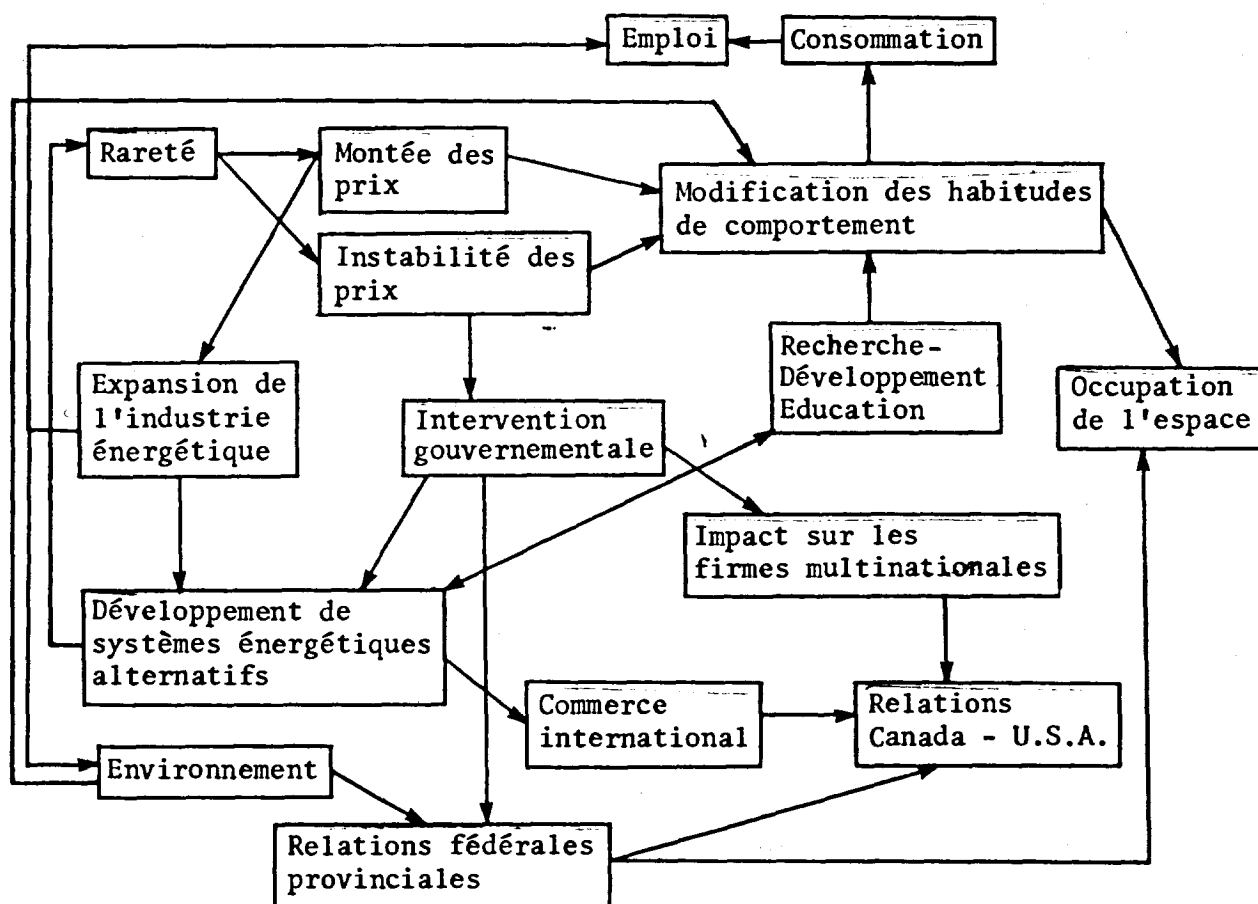 Emploi
Consommation
Rareté
Montée des
prix
Modification des habitudes
de comportement
Instabilité des
prix
Recherche-
Développement
Education
Expansion de
l'industrie
énergétique
Occupation
de l'espace
Intervention
gouvernementale
Impact sur les
firmes multinationales
Développement de
systèmes énergétiques
alternatifs
Commerce
international
Relations
Canada - U.S.A.
Environnement
Relations fédérales
provinciales